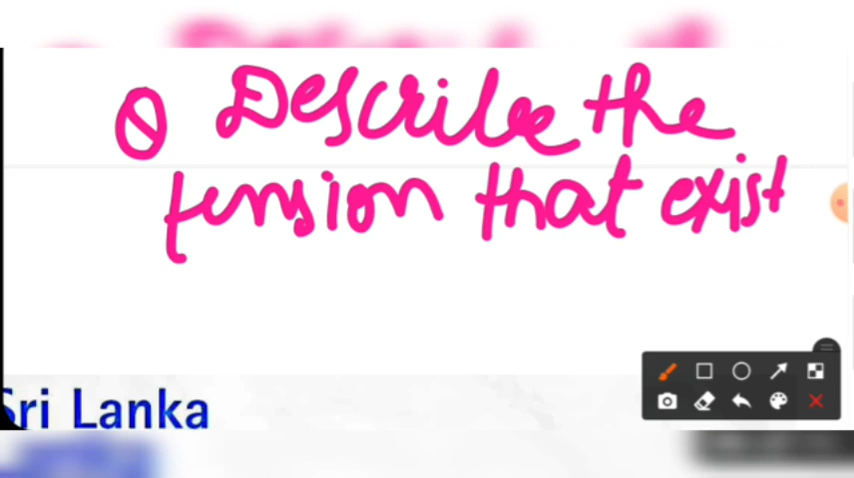 Q Describe the
tension that exist
Sri Lanka